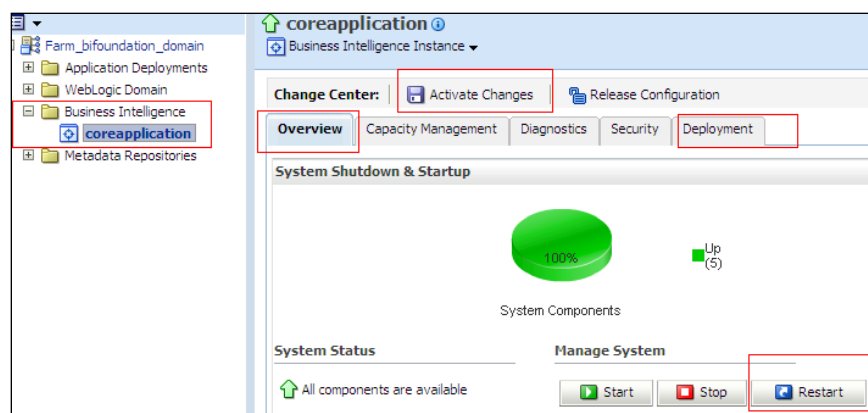 coreapplication
Business Intelligence Instance
Farm_bifoundation_domain
Application Deployments
WebLogic Domain
Business Intelligence
coreapplication
Metadata Repositories
Change Center: Activate Changes Release Configuration
Overview Capacity Management Diagnostics Security Deployment
System Shutdown & Startup
100%
Up
(5)
System Components
System Status Manage System
All components are available Start Stop Restart